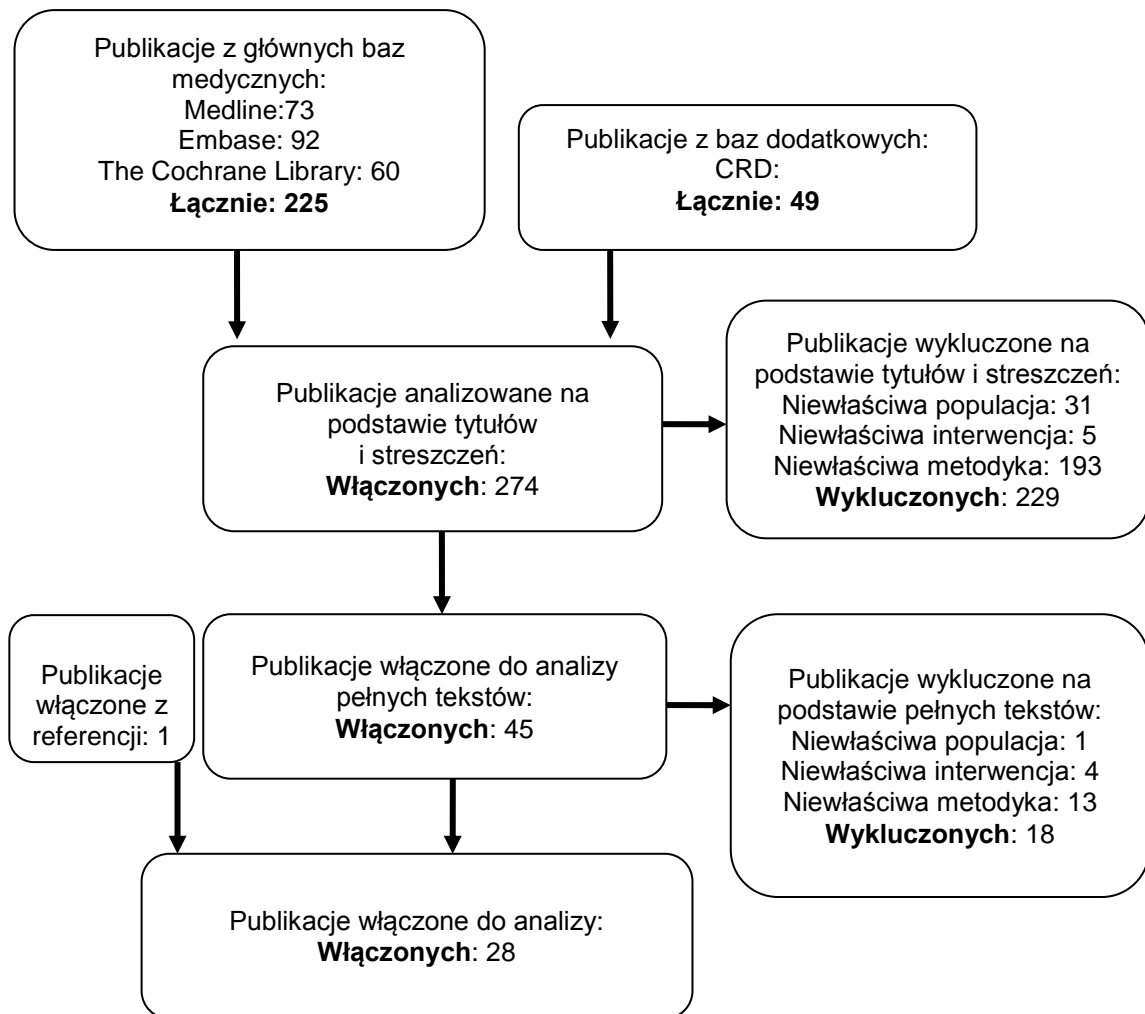 Publikacje z głównych baz
medycznych:
Medline:73
Embase: 92
The Cochrane Library: 60
Łącznie: 225
Publikacje z baz dodatkowych:
CRD:
Łącznie: 49
Publikacje analizowane na
podstawie tytułów
i streszczeń:
Włączonych: 274
Publikacje wykluczone na
podstawie tytułów i streszczeń:
Niewłaściwa populacja: 31
Niewłaściwa interwencja: 5
Niewłaściwa metodyka: 193
Wykluczonych: 229
Publikacje
włączone z
referencji: 1
Publikacje włączone do analizy
pełnych tekstów:
Włączonych: 45
Publikacje wykluczone na
podstawie pełnych tekstów:
Niewłaściwa populacja: 1
Niewłaściwa interwencja: 4
Niewłaściwa metodyka: 13
Wykluczonych: 18
Publikacje włączone do analizy:
Włączonych: 28